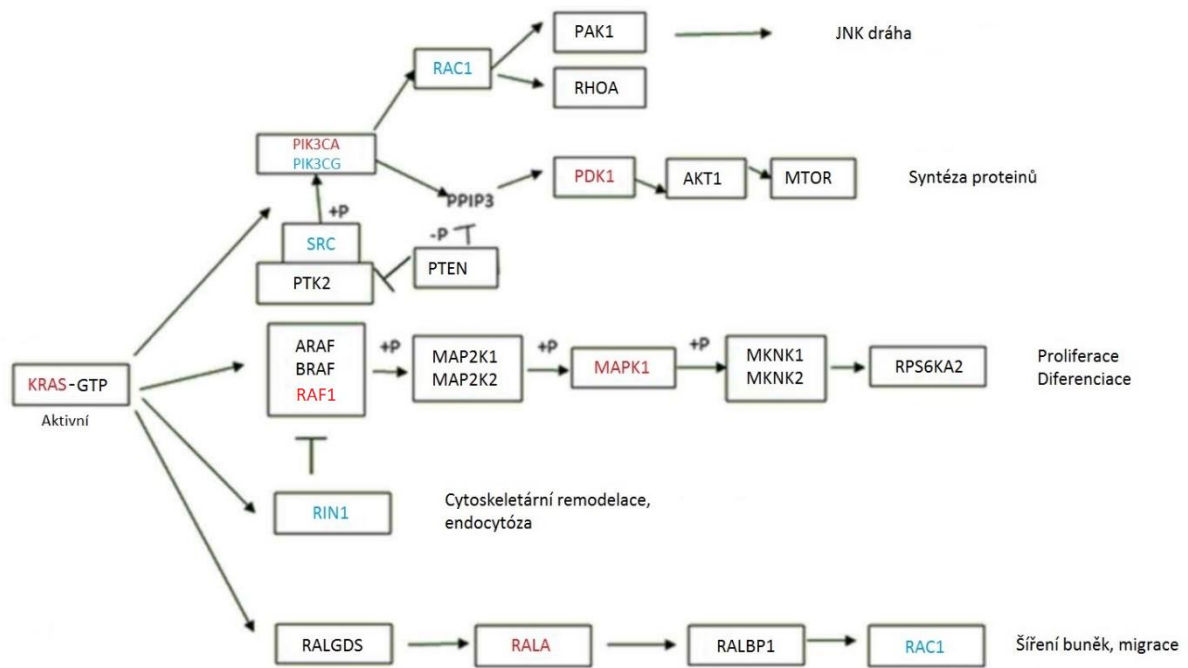 PAK1
JNK dráha
RAC1
RHOA
PIK3CA
PIK3CG
PPIP3
PDK1
AKT1
MTOR
Syntéza proteinů
+P
SRC
PTK2
-P
PTEN
KRAS-GTP
Aktivní
ARAF
BRAF
RAF1
+P
MAP2K1
MAP2K2
+P
MAPK1
+P
MKNK1
MKNK2
RPS6KA2
Proliferace
Diferenciace
RIN1
Cytoskeletární remodelace,
endocytóza
RALGDS
RALA
RALBP1
RAC1
Šíření buněk, migrace